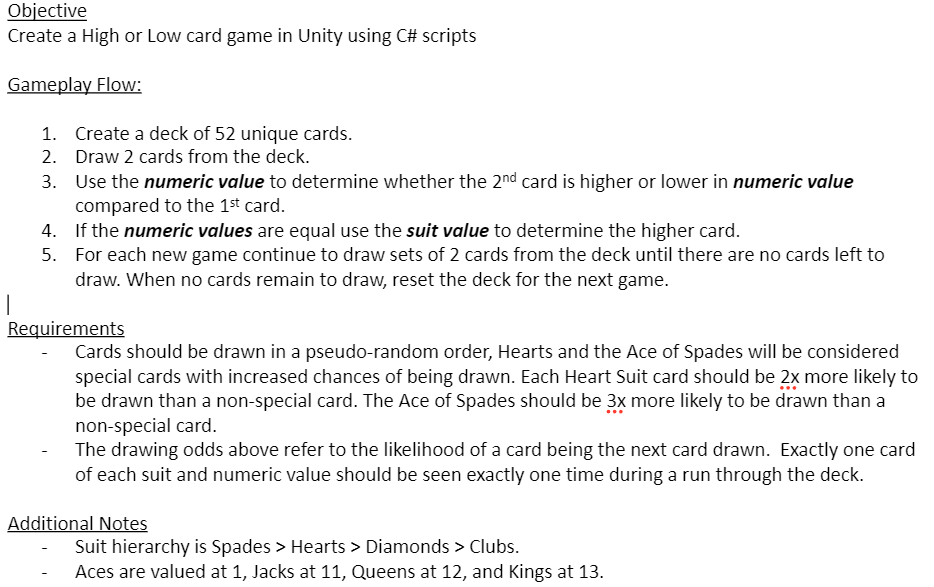 Objective
Create a High or Low card game in Unity using C# scripts
Gameplay Flow:
1. Create a deck of 52 unique cards.
2. Draw 2 cards from the deck.
3. Use the numeric value to determine whether the 2nd card is higher or lower in numeric value
compared to the 1st card.
4. If the numeric values are equal use the suit value to determine the higher card.
5. For each new game continue to draw sets of 2 cards from the deck until there are no cards left to
draw. When no cards remain to draw, reset the deck for the next game.
Requirements
- Cards should be drawn in a pseudo-random order, Hearts and the Ace of Spades will be considered
special cards with increased chances of being drawn. Each Heart Suit card should be 2x more likely to
be drawn than a non-special card. The Ace of Spades should be 3x more likely to be drawn than a
non-special card.
- The drawing odds above refer to the likelihood of a card being the next card drawn.  Exactly one card
of each suit and numeric value should be seen exactly one time during a run through the deck.
Additional Notes
- Suit hierarchy is Spades > Hearts > Diamonds > Clubs.
- Aces are valued at 1, Jacks at 11, Queens at 12, and Kings at 13.